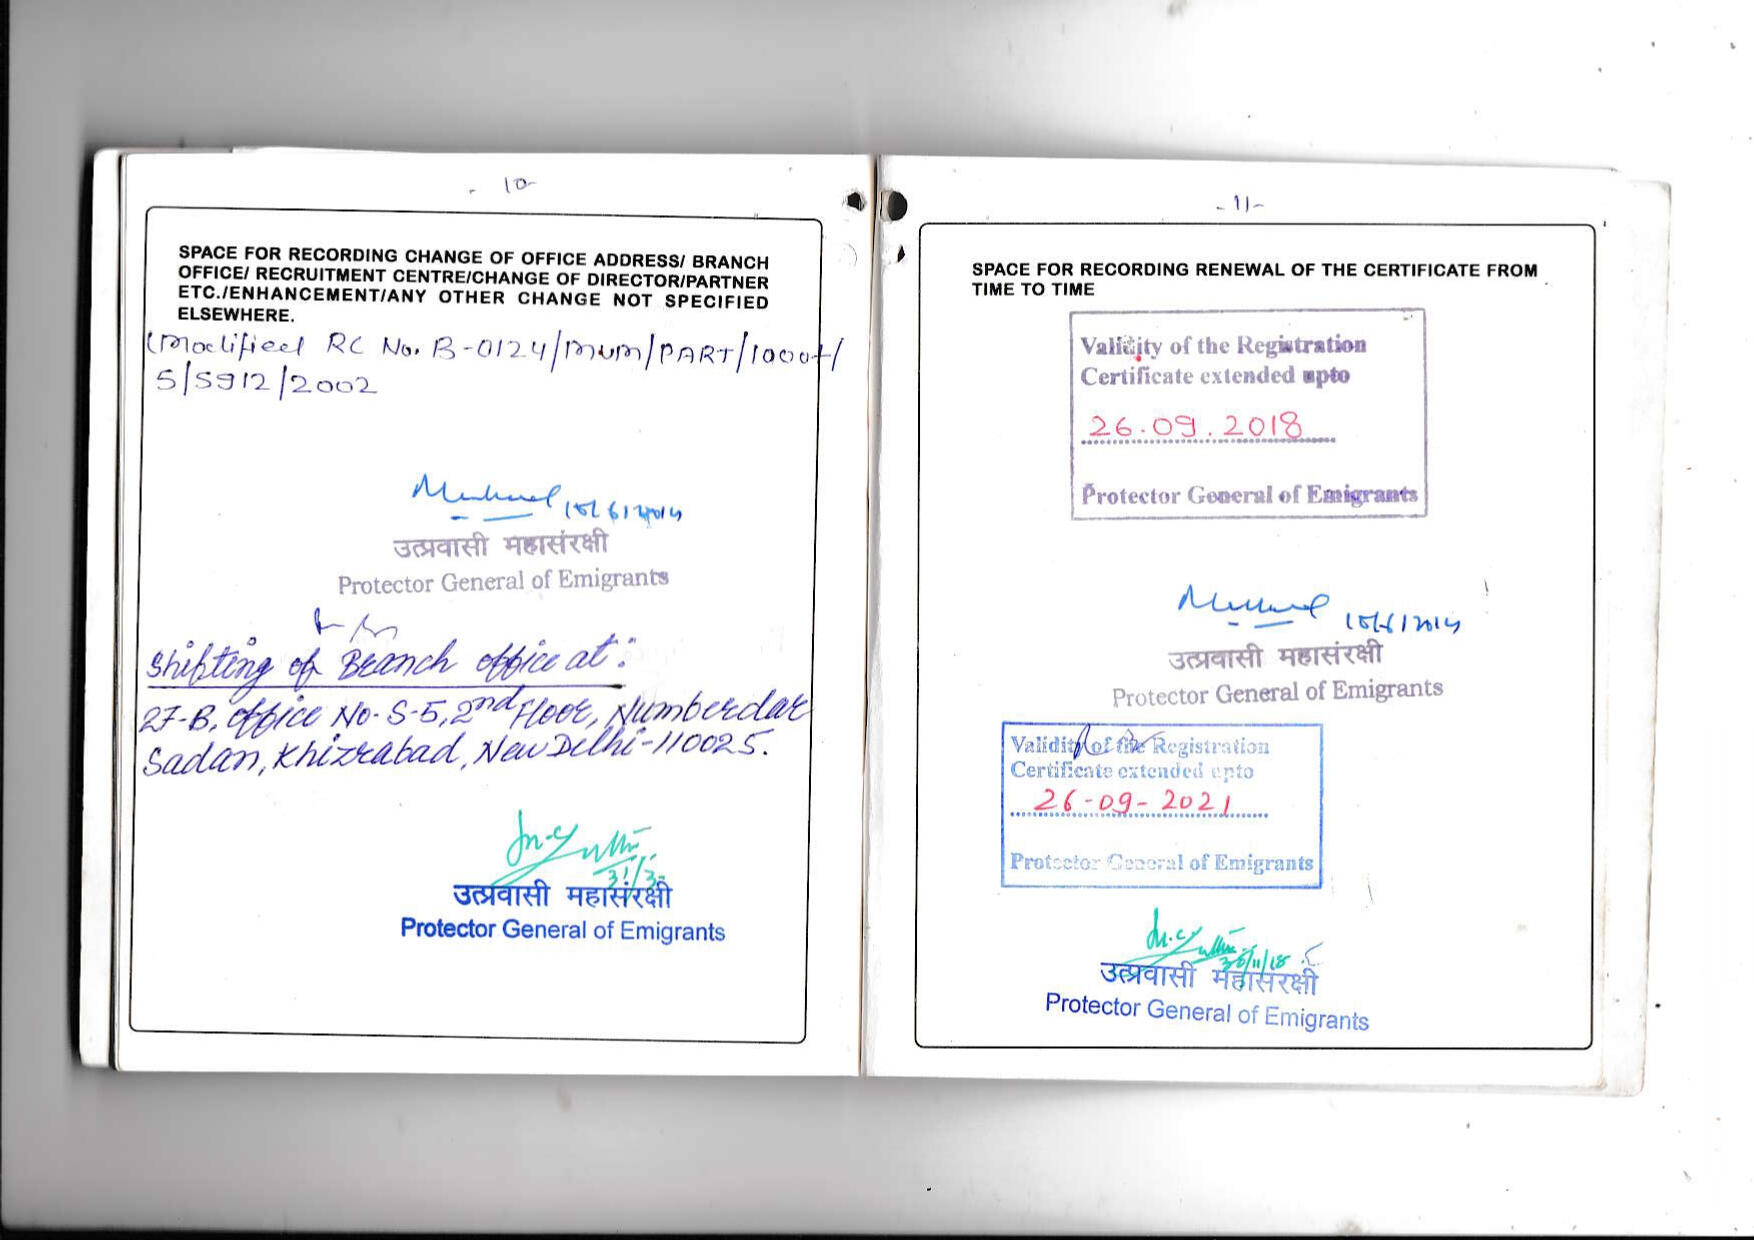 - 10-
SPACE FOR RECORDING CHANGE OF OFFICE ADDRESS/ BRANCH
OFFICE/ RECRUITMENT CENTRE/CHANGE OF DIRECTOR/PARTNER
ETC./ENHANCEMENT/ANY OTHER CHANGE NOT SPECIFIED
ELSEWHERE.
(Modified RC No. B-0124/MUM/PART/1000+/
5/5912/2002
उत्प्रवासी महासंरक्षी
Protector General of Emigrants
Shifting of Branch office at:
27-B, office No-S-5, 2nd Floor, Numberdar
Sadan, Khizrabad, New Delhi-110025.
31/3
उत्प्रवासी महासंरक्षी
Protector General of Emigrants
- 11-
SPACE FOR RECORDING RENEWAL OF THE CERTIFICATE FROM
TIME TO TIME
Validity of the Registration
Certificate extended upto
26.09.2018
Protector General of Emigrants
उत्प्रवासी महासंरक्षी
Protector General of Emigrants
Validity of the Registration
Certificate extended upto
26-09-2021
Protector General of Emigrants
उत्प्रवासी महासंरक्षी
Protector General of Emigrants